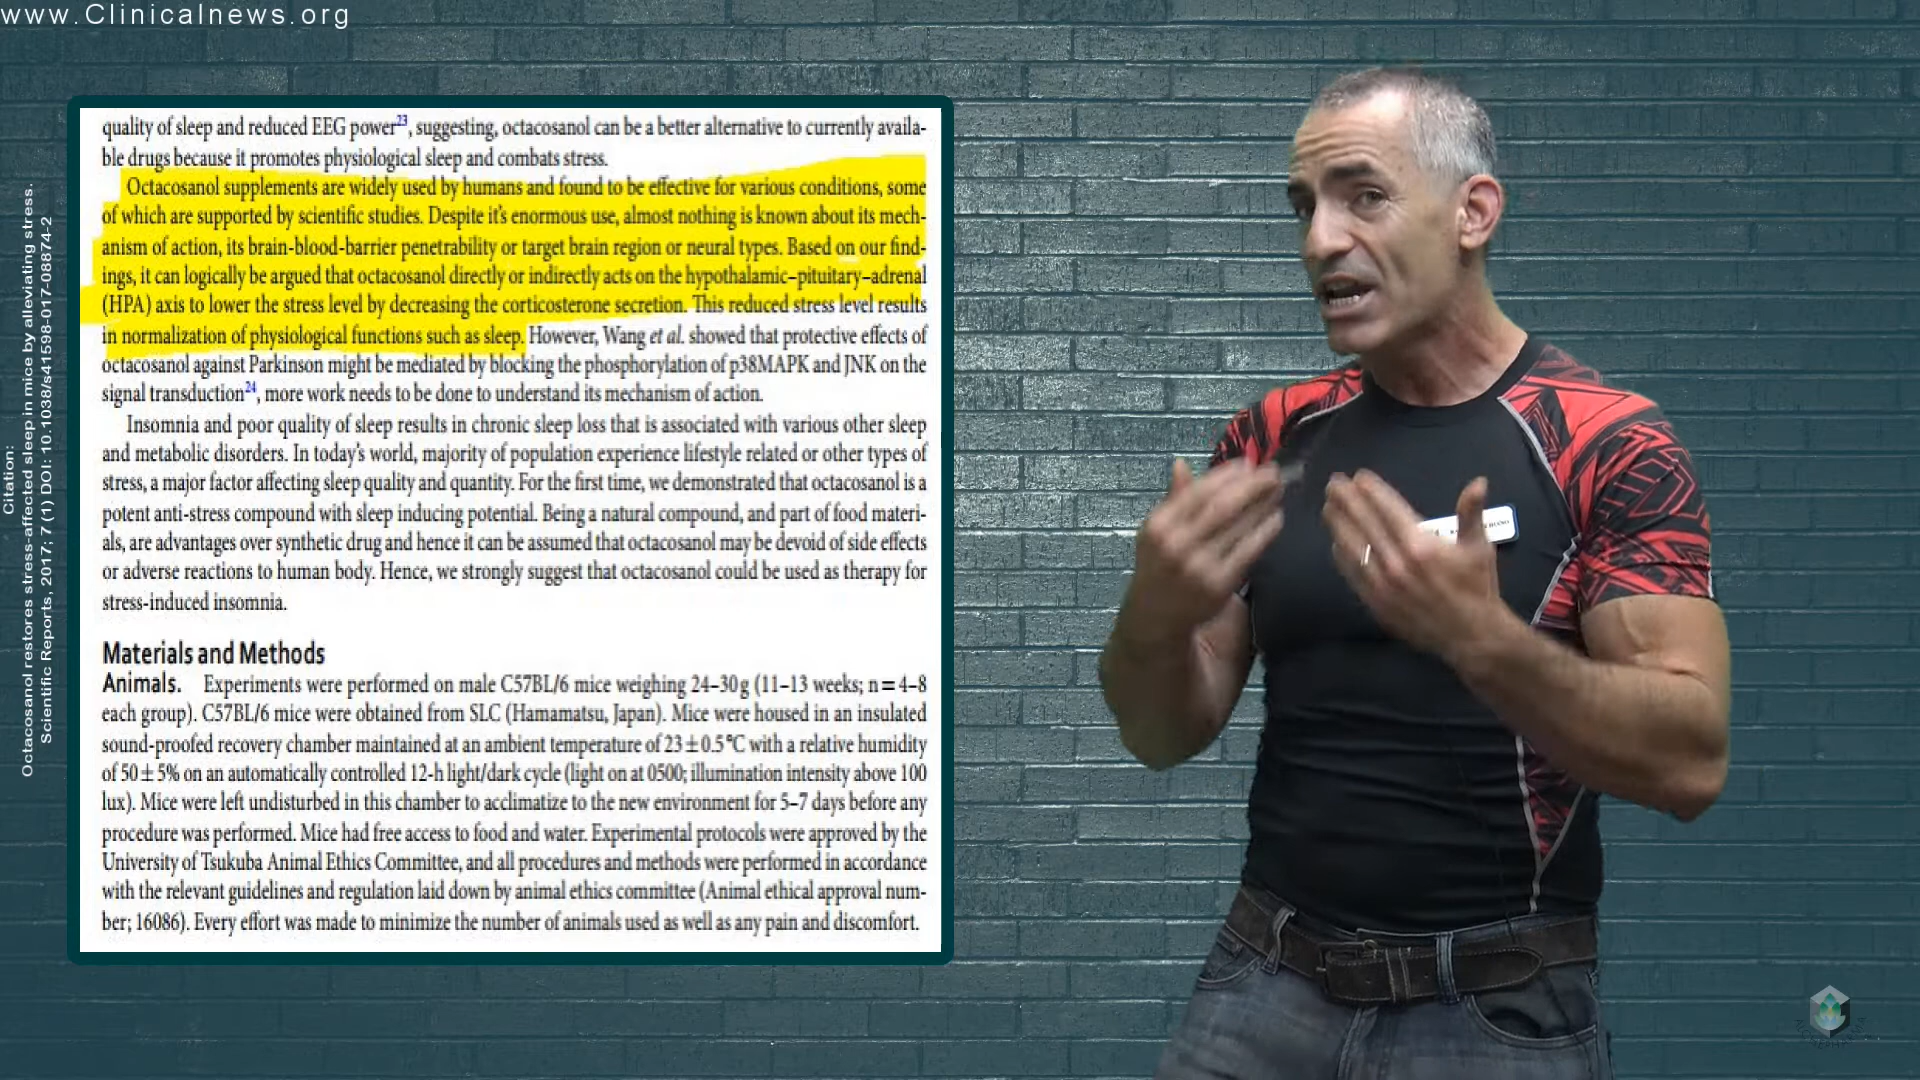 www.Clinicalnews.org
Citation:
Octacosanol restores stress-affected sleep in mice by alleviating stress.
Scientific Reports, 2017; 7 (1) DOI: 10.1038/s41598-017-08874-2
quality of sleep and reduced EEG power23, suggesting, octacosanol can be a better alternative to currently availa-
ble drugs because it promotes physiological sleep and combats stress.
Octacosanol supplements are widely used by humans and found to be effective for various conditions, some
of which are supported by scientific studies. Despite it's enormous use, almost nothing is known about its mech-
anism of action, its brain-blood-barrier penetrability or target brain region or neural types. Based on our find-
ings, it can logically be argued that octacosanol directly or indirectly acts on the hypothalamic–pituitary–adrenal
(HPA) axis to lower the stress level by decreasing the corticosterone secretion. This reduced stress level results
in normalization of physiological functions such as sleep. However, Wang et al. showed that protective effects of
octacosanol against Parkinson might be mediated by blocking the phosphorylation of p38MAPK and JNK on the
signal transduction24, more work needs to be done to understand its mechanism of action.
Insomnia and poor quality of sleep results in chronic sleep loss that is associated with various other sleep
and metabolic disorders. In today's world, majority of population experience lifestyle related or other types of
stress, a major factor affecting sleep quality and quantity. For the first time, we demonstrated that octacosanol is a
potent anti-stress compound with sleep inducing potential. Being a natural compound, and part of food materi-
als, are advantages over synthetic drug and hence it can be assumed that octacosanol may be devoid of side effects
or adverse reactions to human body. Hence, we strongly suggest that octacosanol could be used as therapy for
stress-induced insomnia.
Materials and Methods
Animals. Experiments were performed on male C57BL/6 mice weighing 24–30 g (11–13 weeks; n = 4–8
each group). C57BL/6 mice were obtained from SLC (Hamamatsu, Japan). Mice were housed in an insulated
sound-proofed recovery chamber maintained at an ambient temperature of 23 ± 0.5 °C with a relative humidity
of 50 ± 5% on an automatically controlled 12-h light/dark cycle (light on at 0500; illumination intensity above 100
lux). Mice were left undisturbed in this chamber to acclimatize to the new environment for 5–7 days before any
procedure was performed. Mice had free access to food and water. Experimental protocols were approved by the
University of Tsukuba Animal Ethics Committee, and all procedures and methods were performed in accordance
with the relevant guidelines and regulation laid down by animal ethics committee (Animal ethical approval num-
ber; 16086). Every effort was made to minimize the number of animals used as well as any pain and discomfort.